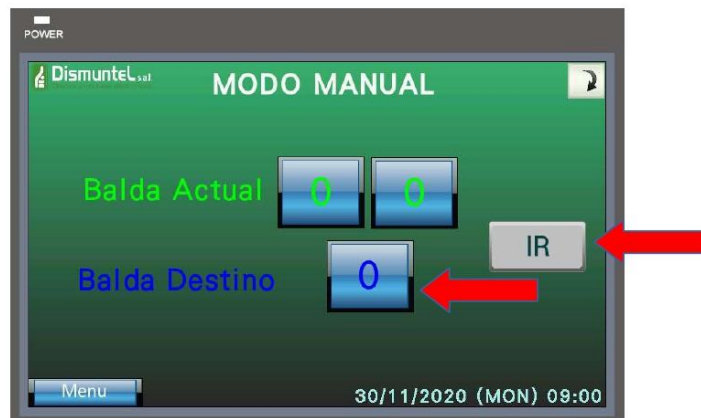 POWER
Dismuntel s.a.l.
MODO MANUAL
Balda Actual 0 0
IR
Balda Destino 0
Menu 30/11/2020 (MON) 09:00